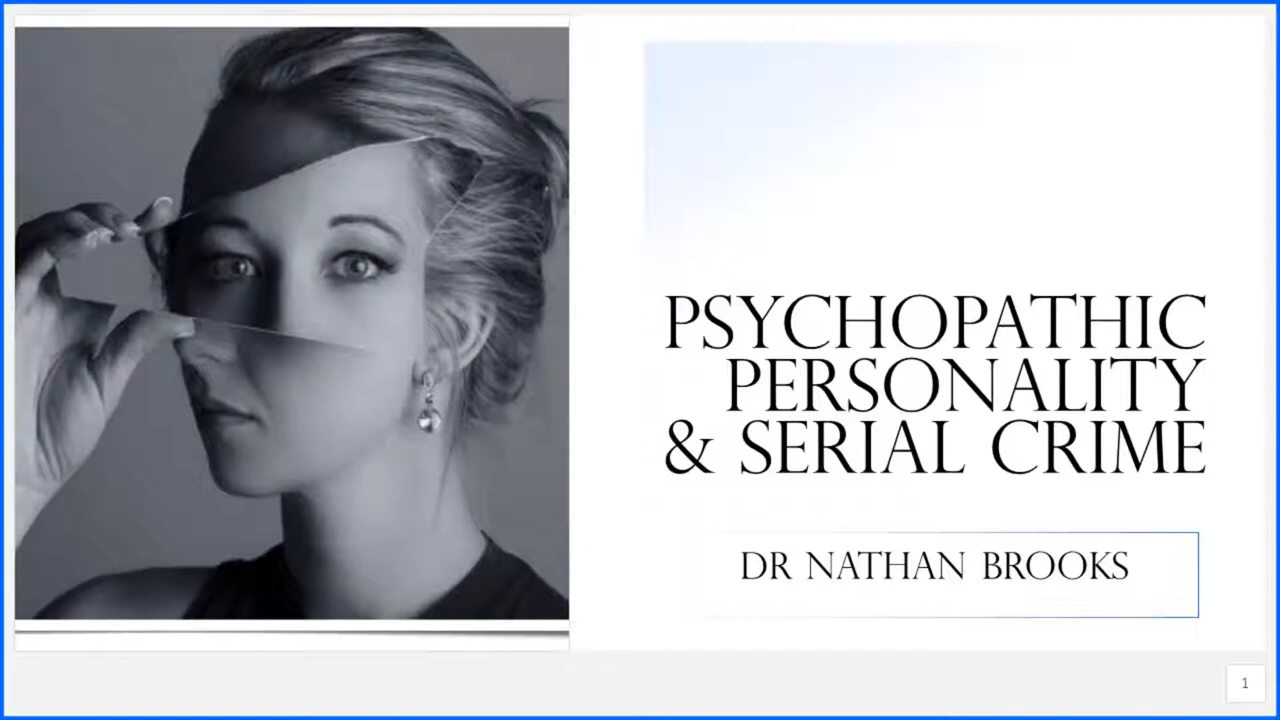 PSYCHOPATHIC
PERSONALITY
& SERIAL CRIME
DR NATHAN BROOKS
1